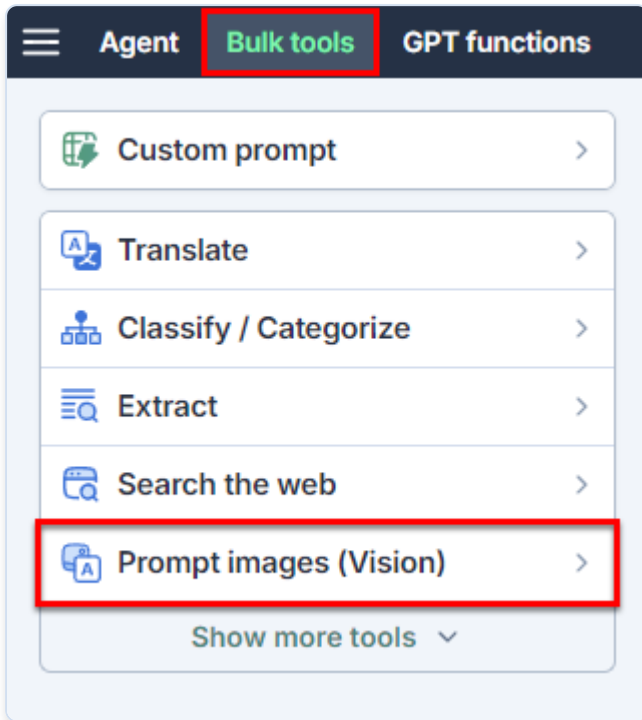 Agent Bulk tools GPT functions
Custom prompt
Translate
Classify / Categorize
Extract
Search the web
Prompt images (Vision)
Show more tools